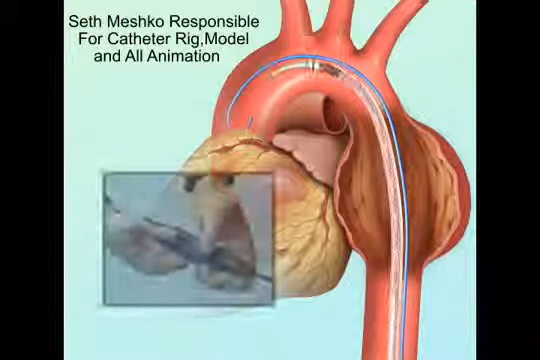 Seth Meshko Responsible
For Catheter Rig,Model
and All Animation